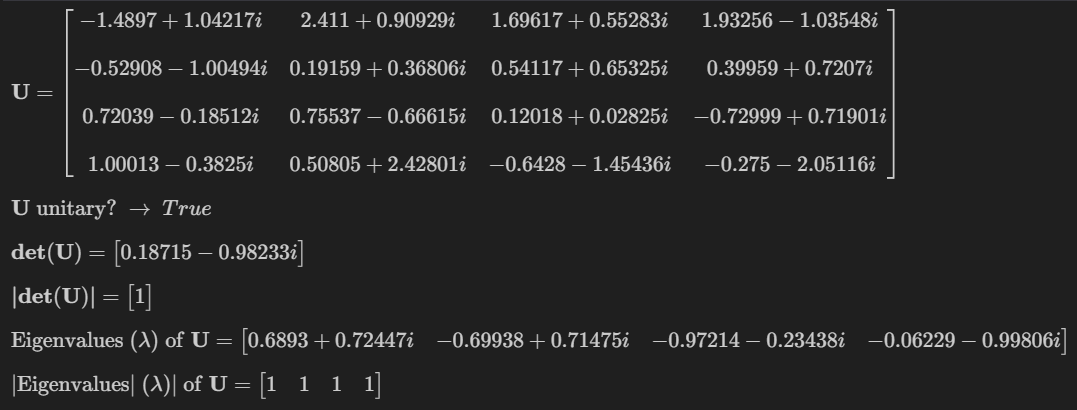 −1.4897 + 1.04217i 2.411 + 0.90929i 1.69617 + 0.55283i 1.93256 − 1.03548i
−0.52908 − 1.00494i 0.19159 + 0.36806i 0.54117 + 0.65325i 0.39959 + 0.7207i
U =
0.72039 − 0.18512i 0.75537 − 0.66615i 0.12018 + 0.02825i −0.72999 + 0.71901i
1.00013 − 0.3825i 0.50805 + 2.42801i −0.6428 − 1.45436i −0.275 − 2.05116i
U unitary? → True
det(U) = [0.18715 − 0.98233i]
|det(U)| = [1]
Eigenvalues (λ) of U = [0.6893 + 0.72447i −0.69938 + 0.71475i −0.97214 − 0.23438i −0.06229 − 0.99806i]
|Eigenvalues| (λ)| of U = [1 1 1 1]